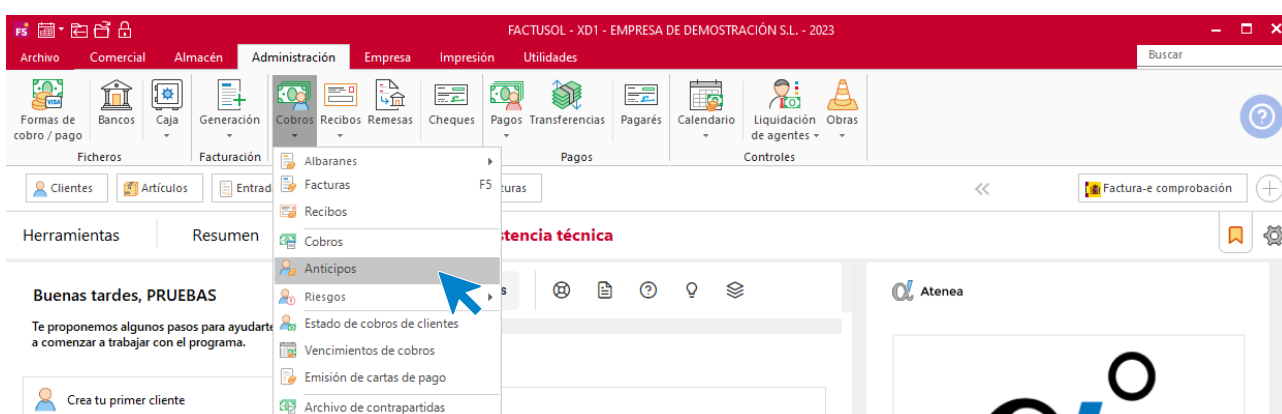 FS
FACTUSOL - XD1 - EMPRESA DE DEMOSTRACIÓN S.L. - 2023
Archivo Comercial Almacén Administración Empresa Impresión Utilidades Buscar
Formas de cobro / pago
Bancos
Caja
Generación
Cobros
Recibos
Remesas
Cheques
Pagos
Transferencias
Pagarés
Calendario
Liquidación de agentes
Obras
Ficheros Facturación Pagos Controles
Clientes Artículos Entrad turas Factura-e comprobación
Albaranes
Facturas F5
Recibos
Cobros
Anticipos
Riesgos
Estado de cobros de clientes
Vencimientos de cobros
Emisión de cartas de pago
Archivo de contrapartidas
Herramientas Resumen stencia técnica
Buenas tardes, PRUEBAS
Te proponemos algunos pasos para ayudarte
a comenzar a trabajar con el programa.
Crea tu primer cliente
s
Atenea